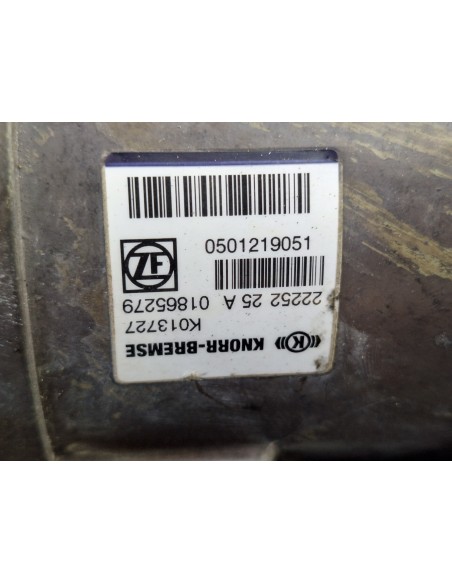 KNORR-BREMSE
K013727
22252 25 A 01865279
ZF
0501219051